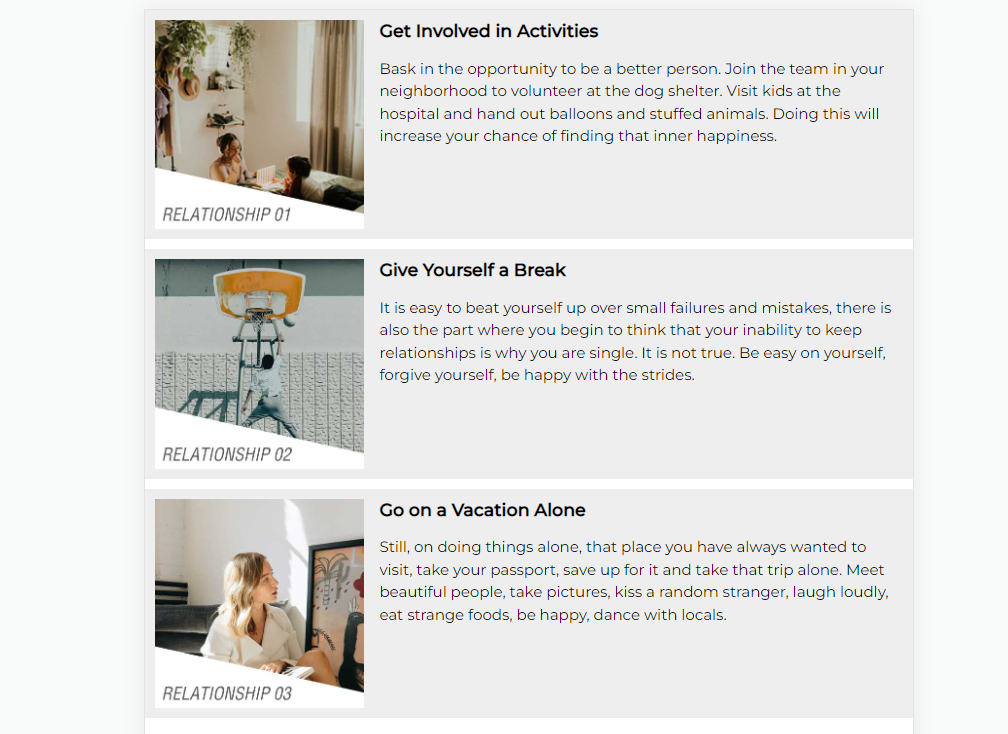 Get Involved in Activities
Bask in the opportunity to be a better person. Join the team in your
neighborhood to volunteer at the dog shelter. Visit kids at the
hospital and hand out balloons and stuffed animals. Doing this will
increase your chance of finding that inner happiness.
RELATIONSHIP 01
Give Yourself a Break
It is easy to beat yourself up over small failures and mistakes, there is
also the part where you begin to think that your inability to keep
relationships is why you are single. It is not true. Be easy on yourself,
forgive yourself, be happy with the strides.
RELATIONSHIP 02
Go on a Vacation Alone
Still, on doing things alone, that place you have always wanted to
visit, take your passport, save up for it and take that trip alone. Meet
beautiful people, take pictures, kiss a random stranger, laugh loudly,
eat strange foods, be happy, dance with locals.
RELATIONSHIP 03